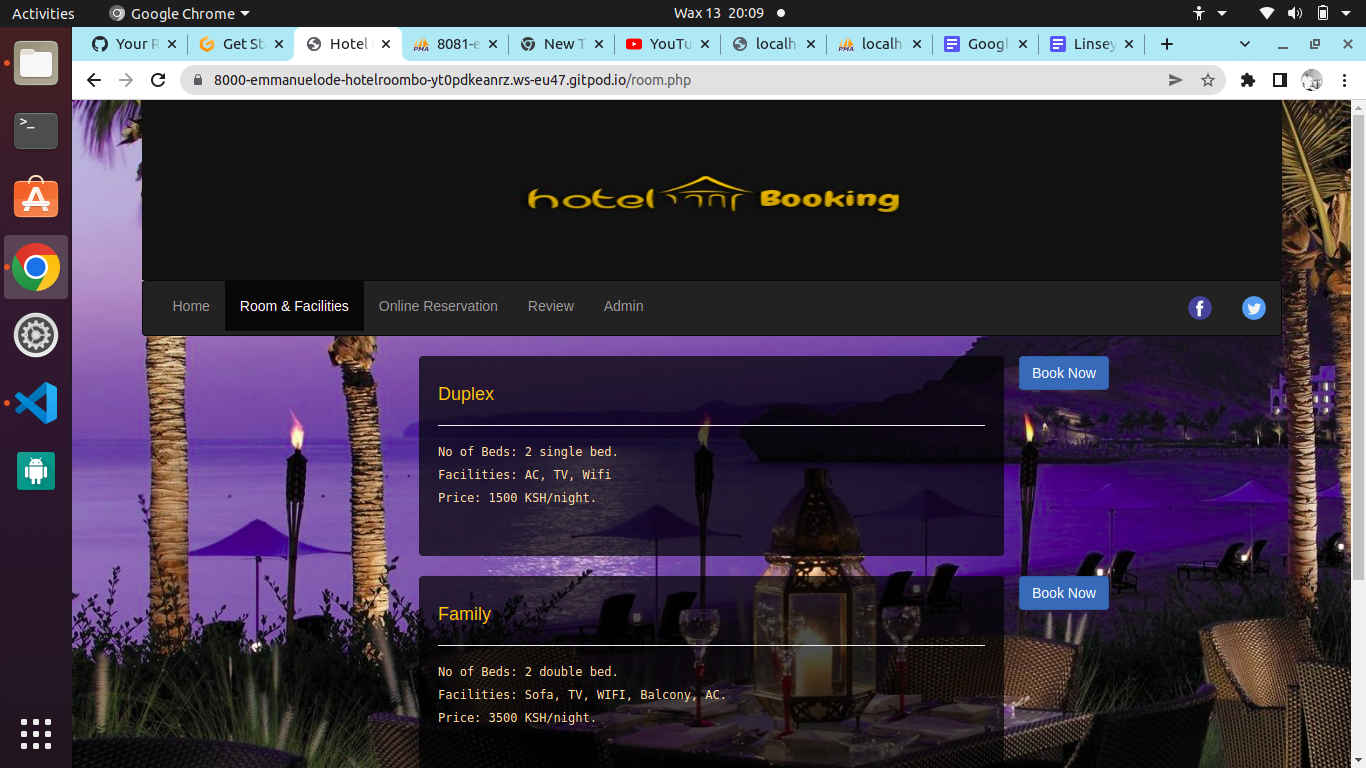 Activities
Google Chrome
Wax 13 20:09
Your R
Get St
Hotel
8081-e
New T
YouTu
localh
localh
Googl
Linsey
8000-emmanuelode-hotelroombo-yt0pdkeanrz.ws-eu47.gitpod.io/room.php
hotel Booking
Home
Room & Facilities
Online Reservation
Review
Admin
Duplex
Book Now
No of Beds: 2 single bed.
Facilities: AC, TV, Wifi
Price: 1500 KSH/night.
Family
Book Now
No of Beds: 2 double bed.
Facilities: Sofa, TV, WIFI, Balcony, AC.
Price: 3500 KSH/night.